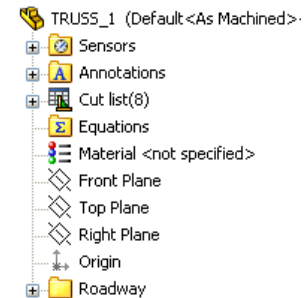 TRUSS_1 (Default<As Machined>
Sensors
Annotations
Cut list(8)
Equations
Material <not specified>
Front Plane
Top Plane
Right Plane
Origin
Roadway